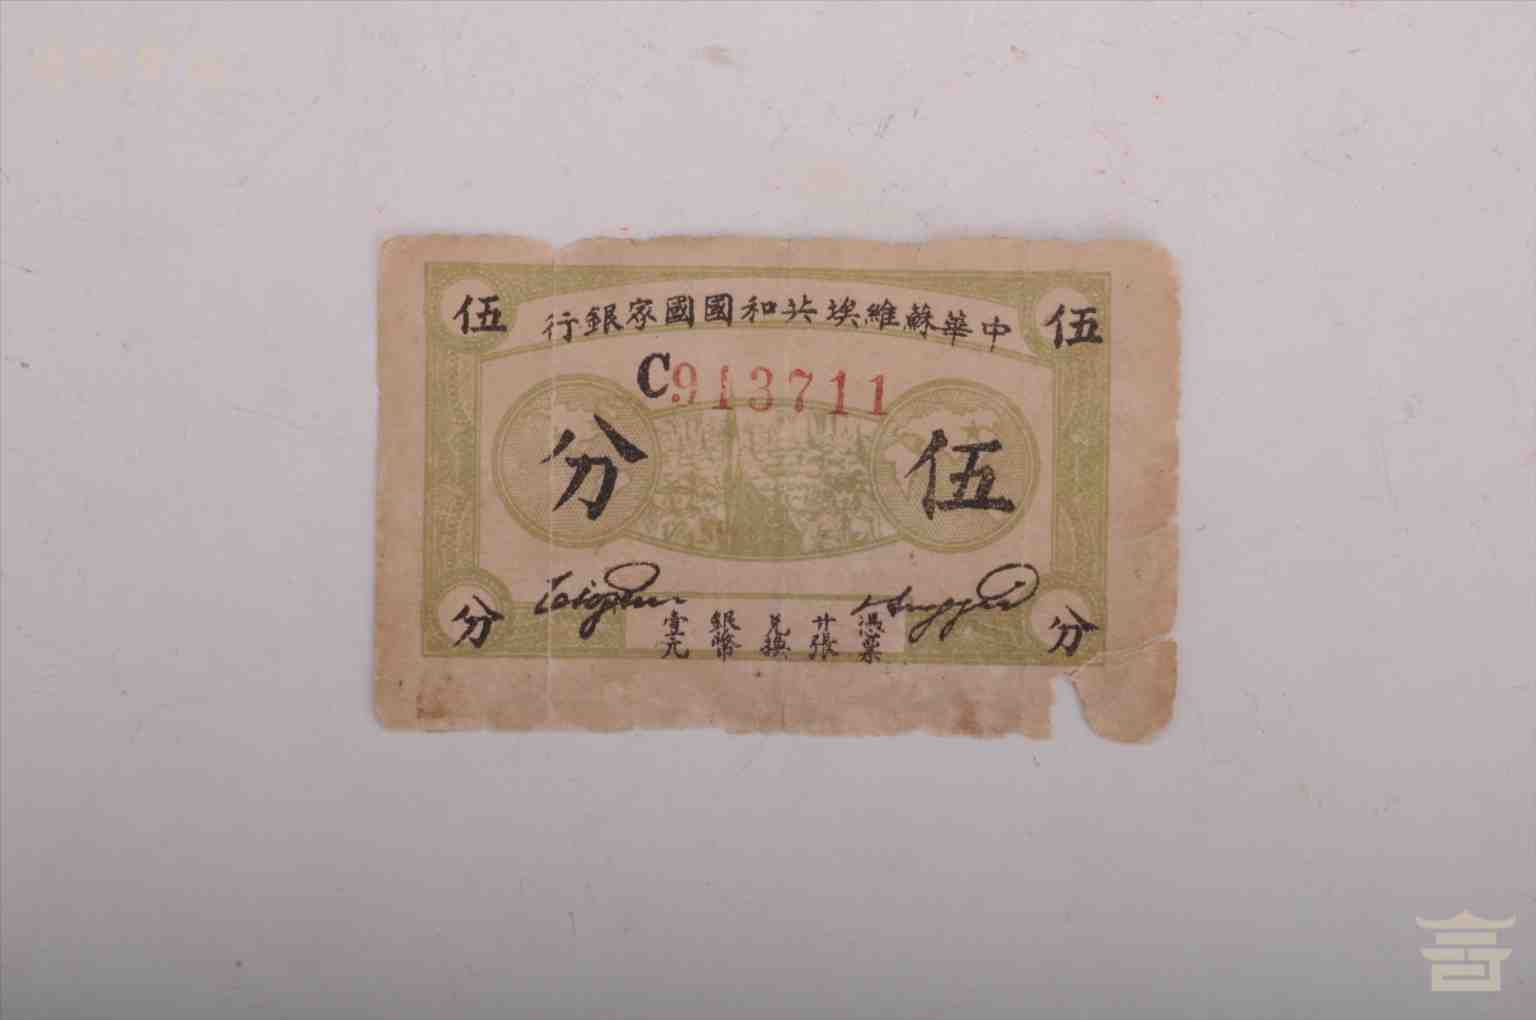 中華蘇維埃共和國國家銀行
伍
伍
C913711
伍分
分
分
憑票
廿張
兌換
銀幣
壹元